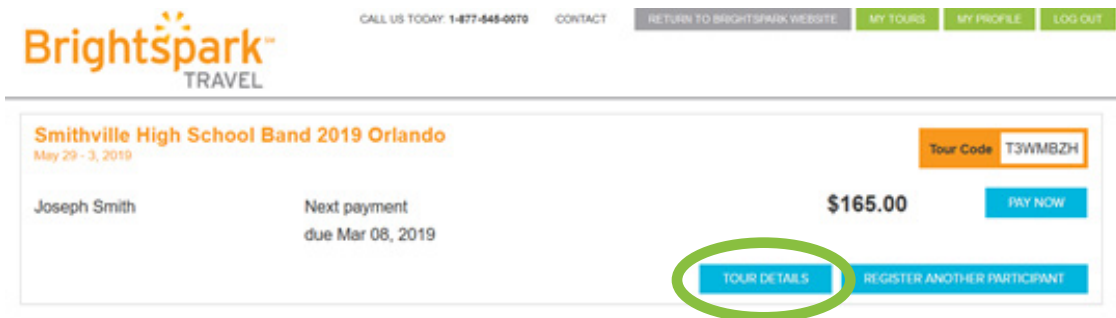 CALL US TODAY: 1-877-545-0070 CONTACT RETURN TO BRIGHTSPARK WEBSITE MY TOURS MY PROFILE LOG OUT
Brightspark
TRAVEL
Smithville High School Band 2019 Orlando
May 29 - 3, 2019
Tour Code T3WMBZH
Joseph Smith Next payment $165.00 PAY NOW
due Mar 08, 2019
TOUR DETAILS REGISTER ANOTHER PARTICIPANT